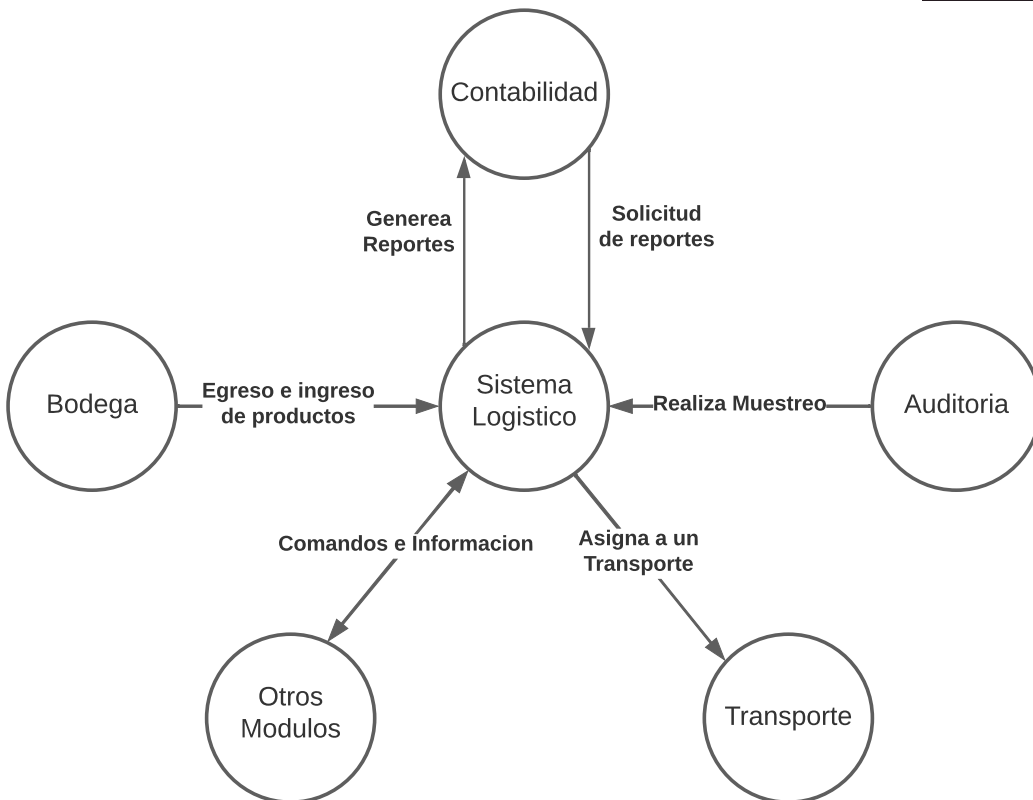 Contabilidad
Generea
Reportes
Solicitud
de reportes
Bodega
Egreso e ingreso
de productos
Sistema
Logistico
Realiza Muestreo
Auditoria
Comandos e Informacion
Asigna a un
Transporte
Otros
Modulos
Transporte